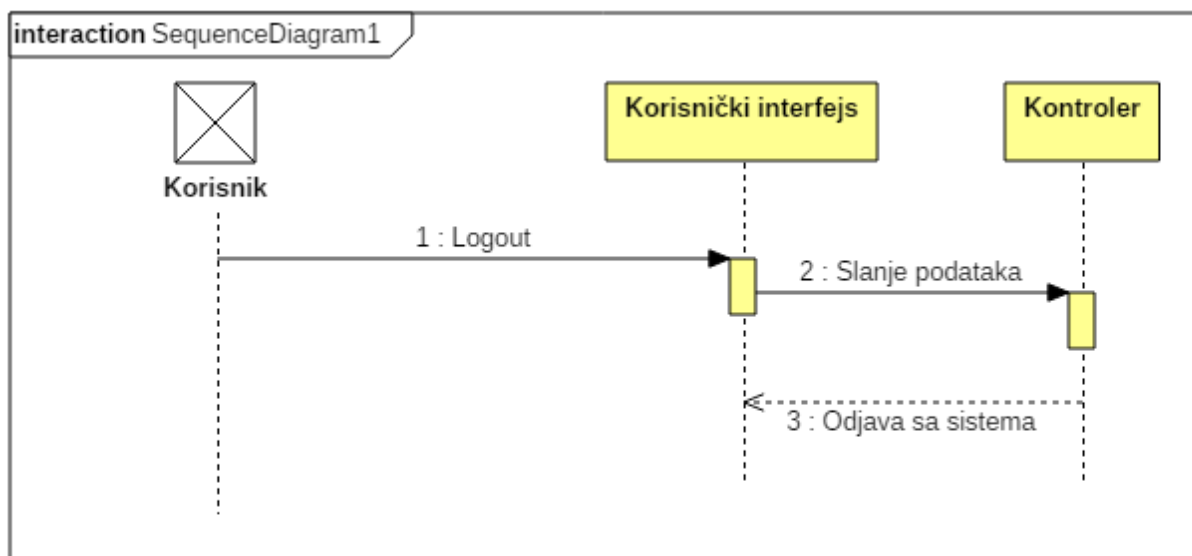 interaction SequenceDiagram1
Korisnički interfejs
Kontroler
Korisnik
1 : Logout
2 : Slanje podataka
3 : Odjava sa sistema